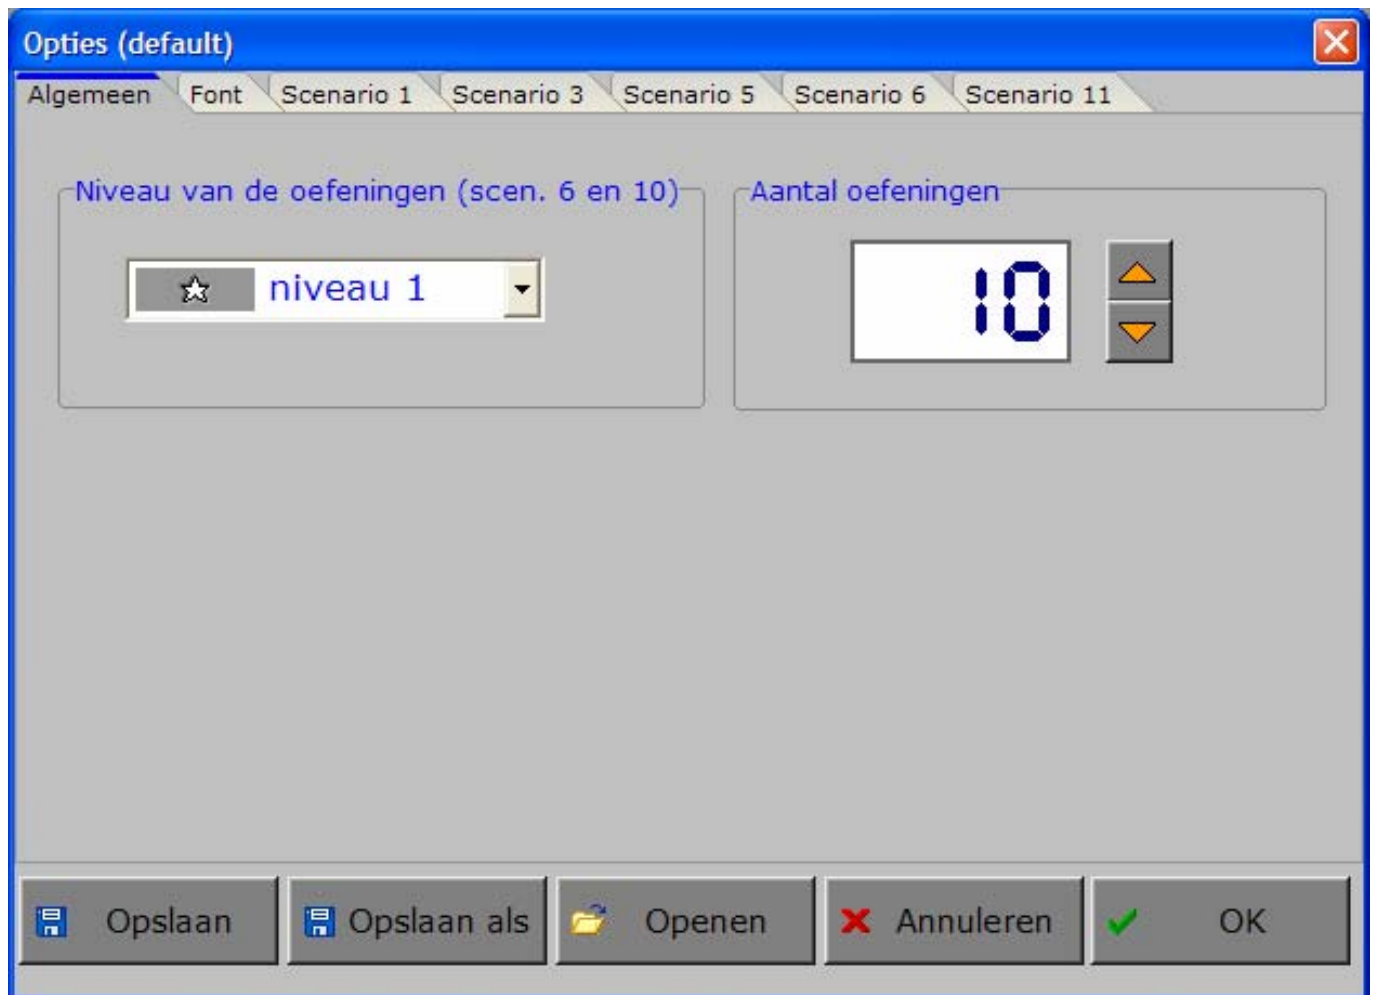 Opties (default)
Algemeen Font Scenario 1 Scenario 3 Scenario 5 Scenario 6 Scenario 11
Niveau van de oefeningen (scen. 6 en 10) Aantal oefeningen
niveau 1 10
Opslaan Opslaan als Openen Annuleren OK